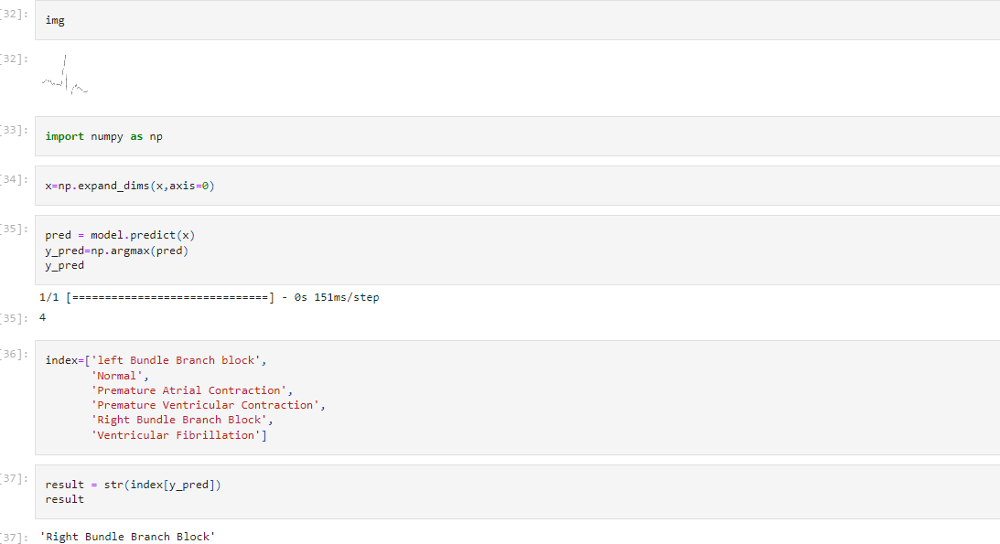 32]:
img
32]:
33]:
import numpy as np
34]:
x=np.expand_dims(x,axis=0)
35]:
pred = model.predict(x)
y_pred=np.argmax(pred)
y_pred
1/1 [==============================] - 0s 151ms/step
35]:
4
36]:
index=['left Bundle Branch block',
'Normal',
'Premature Atrial Contraction',
'Premature Ventricular Contraction',
'Right Bundle Branch Block',
'Ventricular Fibrillation']
37]:
result = str(index[y_pred])
result
37]:
'Right Bundle Branch Block'